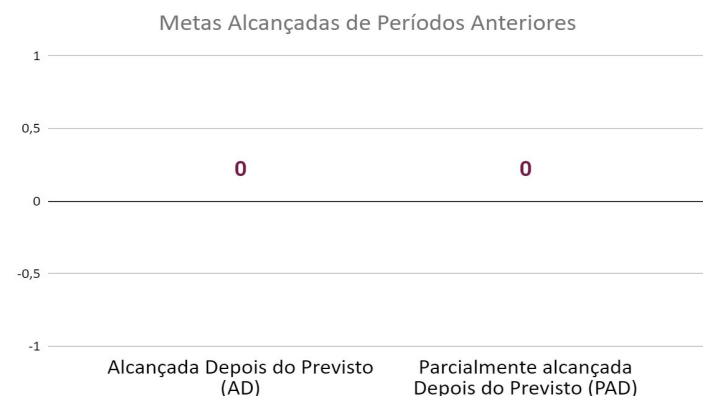 Metas Alcançadas de Períodos Anteriores
1
0,5
0
-0,5
-1
0
0
Alcançada Depois do Previsto
(AD)
Parcialmente alcançada
Depois do Previsto (PAD)